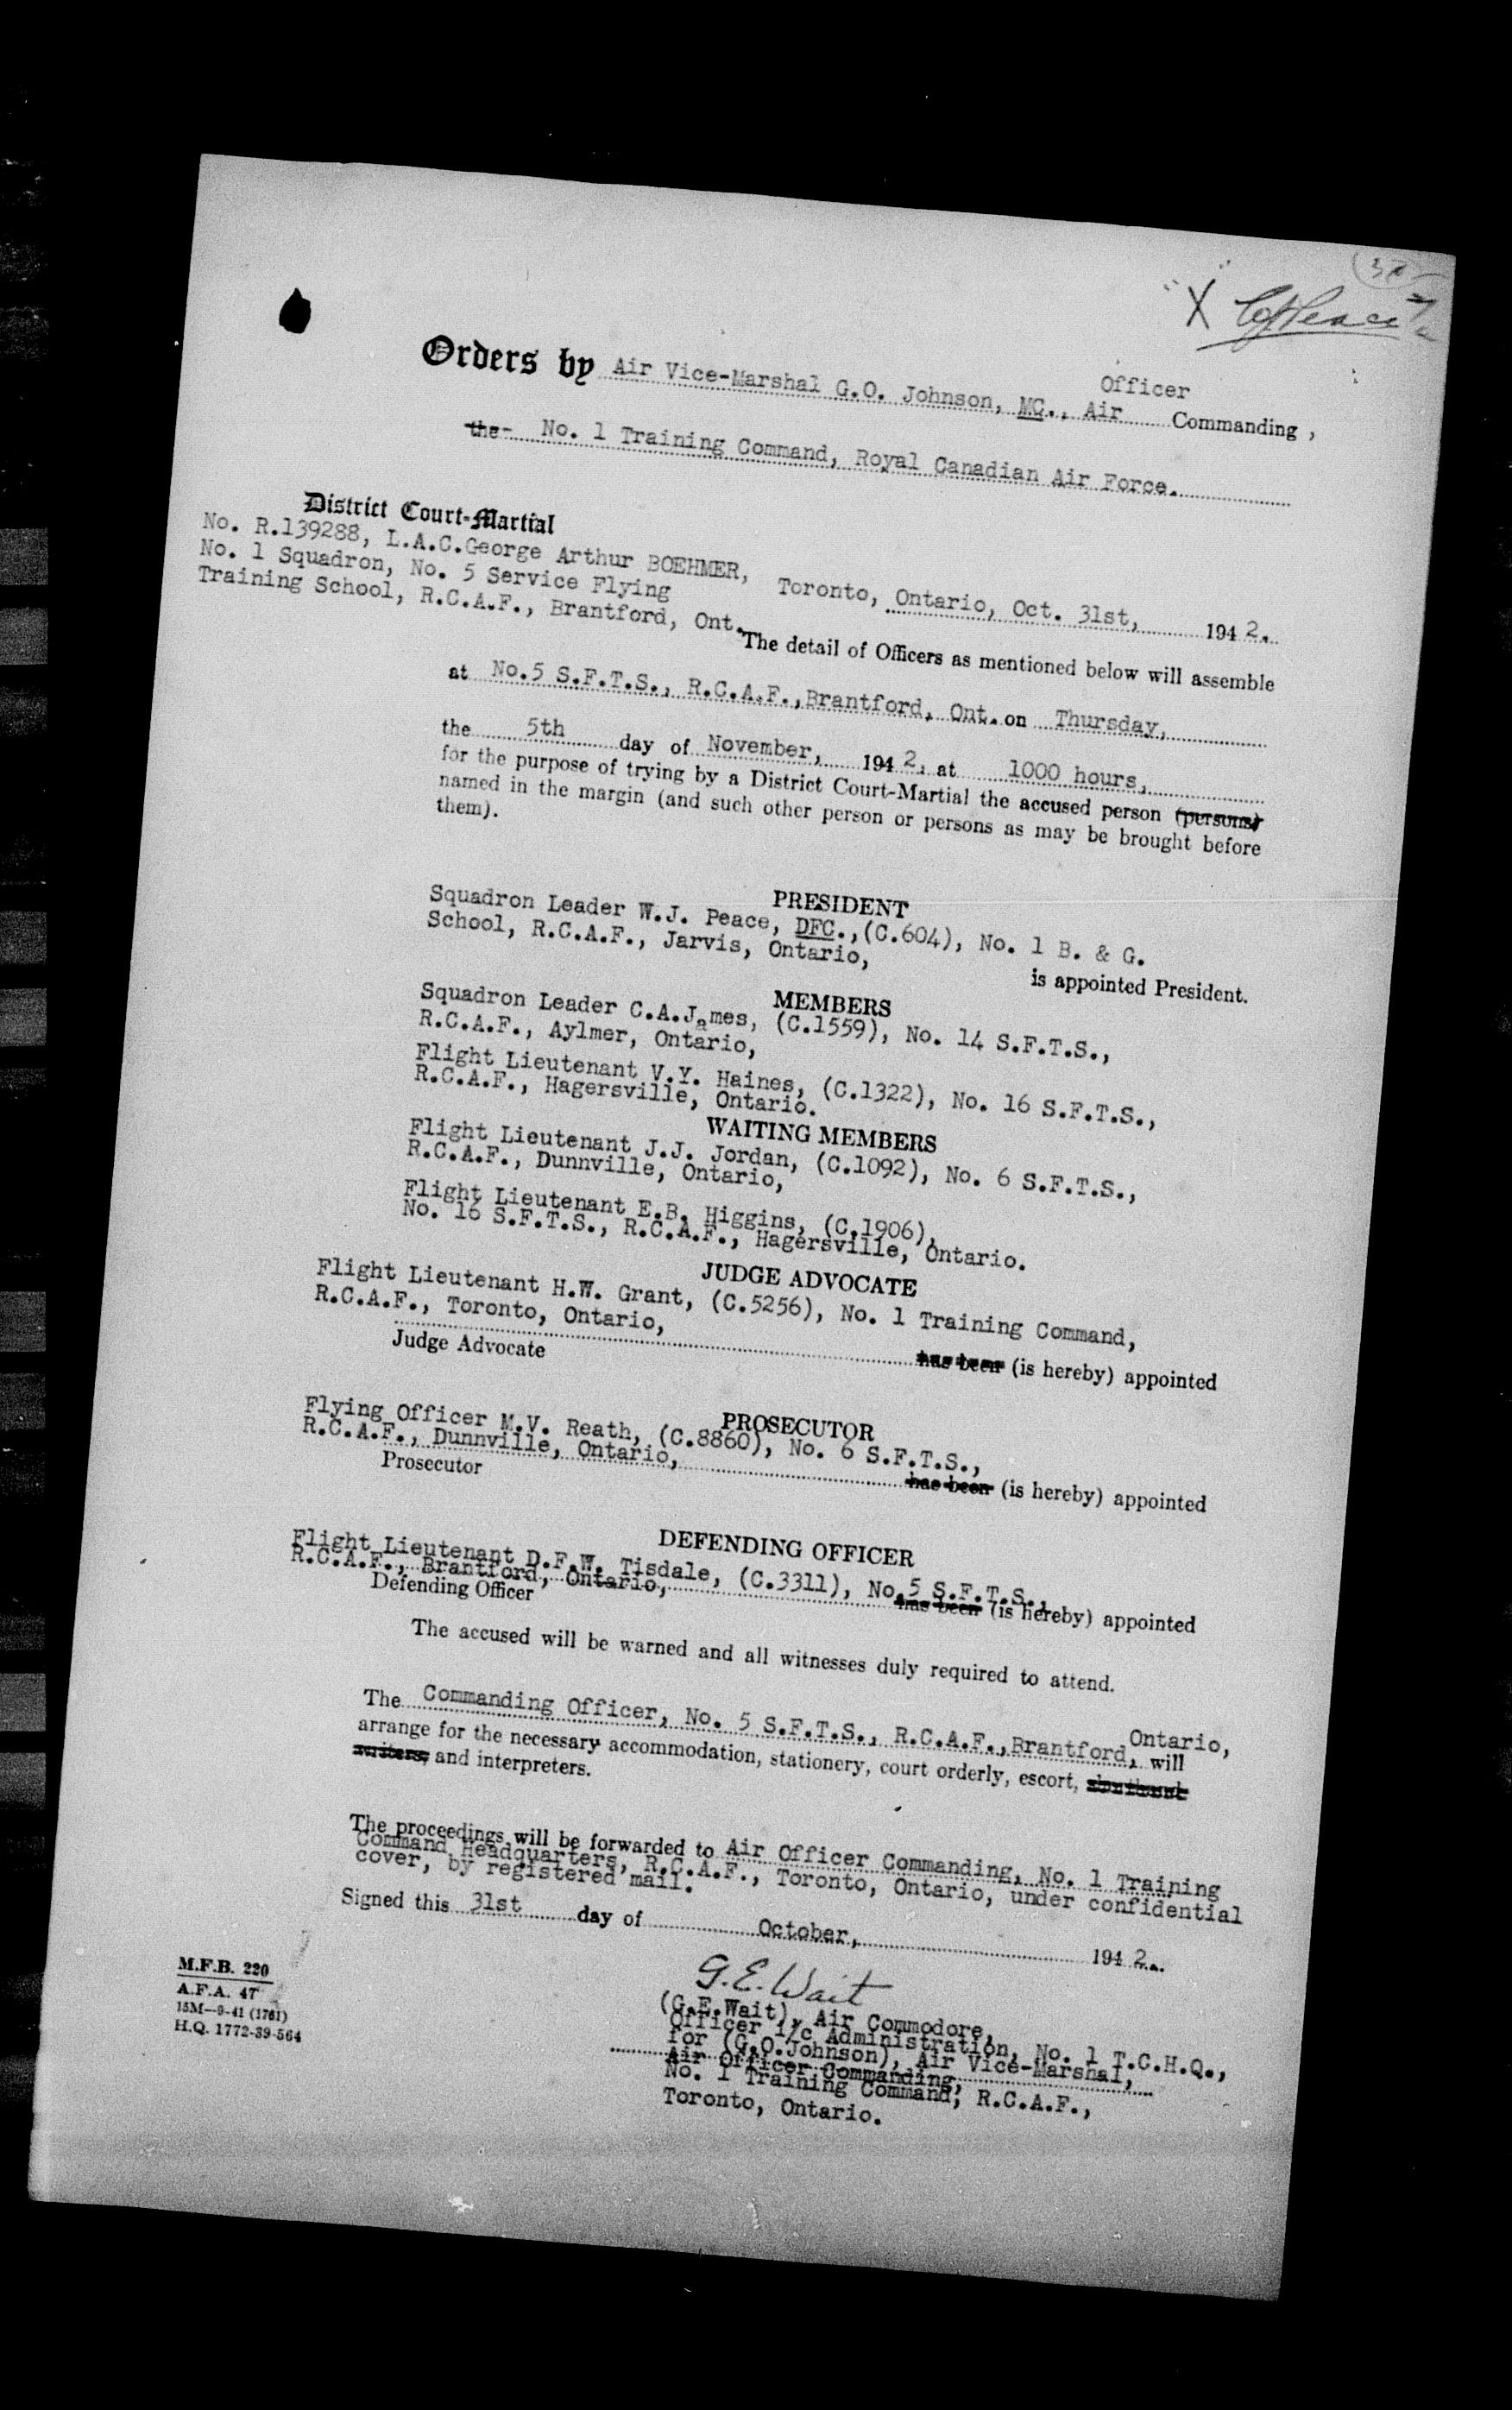 "X"
Orders by Air Vice-Marshal G.O. Johnson, MC., Air Officer Commanding,
the- No. 1 Training Command, Royal Canadian Air Force.
District Court-Martial
No. R.139288, L.A.C.George Arthur BOEHMER,
No. 1 Squadron, No. 5 Service Flying
Training School, R.C.A.F., Brantford, Ont.
Toronto, Ontario, Oct. 31st, 1942.
The detail of Officers as mentioned below will assemble
at No.5 S.F.T.S., R.C.A.F.,Brantford, Ont. on Thursday,
the 5th day of November, 1942, at 1000 hours,
for the purpose of trying by a District Court-Martial the accused person (persons)
named in the margin (and such other person or persons as may be brought before
them).
PRESIDENT
Squadron Leader W.J. Peace, DFC.,(C.604), No. 1 B. & G.
School, R.C.A.F., Jarvis, Ontario,
is appointed President.
MEMBERS
Squadron Leader C.A.James, (C.1559), No. 14 S.F.T.S.,
R.C.A.F., Aylmer, Ontario,
Flight Lieutenant V.Y. Haines, (C.1322), No. 16 S.F.T.S.,
R.C.A.F., Hagersville, Ontario.
WAITING MEMBERS
Flight Lieutenant J.J. Jordan, (C.1092), No. 6 S.F.T.S.,
R.C.A.F., Dunnville, Ontario,
Flight Lieutenant E.B. Higgins, (C.1906),
No. 16 S.F.T.S., R.C.A.F., Hagersville, Ontario.
JUDGE ADVOCATE
Flight Lieutenant H.W. Grant, (C.5256), No. 1 Training Command,
R.C.A.F., Toronto, Ontario,
has been (is hereby) appointed
Judge Advocate
PROSECUTOR
Flying Officer M.V. Reath, (C.8860), No. 6 S.F.T.S.,
R.C.A.F., Dunnville, Ontario,
has been (is hereby) appointed
Prosecutor
DEFENDING OFFICER
Flight Lieutenant D.F.W. Tisdale, (C.3311), No.5 S.F.T.S.,
R.C.A.F., Brantford, Ontario,
has been (is hereby) appointed
Defending Officer
The accused will be warned and all witnesses duly required to attend.
The Commanding Officer, No. 5 S.F.T.S., R.C.A.F.,Brantford, Ontario, will
arrange for the necessary accommodation, stationery, court orderly, escort, shorthand
writers, and interpreters.
The proceedings will be forwarded to Air Officer Commanding, No. 1 Training
Command Headquarters, R.C.A.F., Toronto, Ontario, under confidential
cover, by registered mail.
Signed this 31st day of October, 1942.
G.E. Wait
(G.E.Wait), Air Commodore,
Officer i/c Administration, No. 1 T.C.H.Q.,
for (G.O.Johnson), Air Vice-Marshal,
Air Officer Commanding,
No. 1 Training Command, R.C.A.F.,
Toronto, Ontario.
M.F.B. 220
A.F.A. 47
15M—9-41 (1761)
H.Q. 1772-39-564